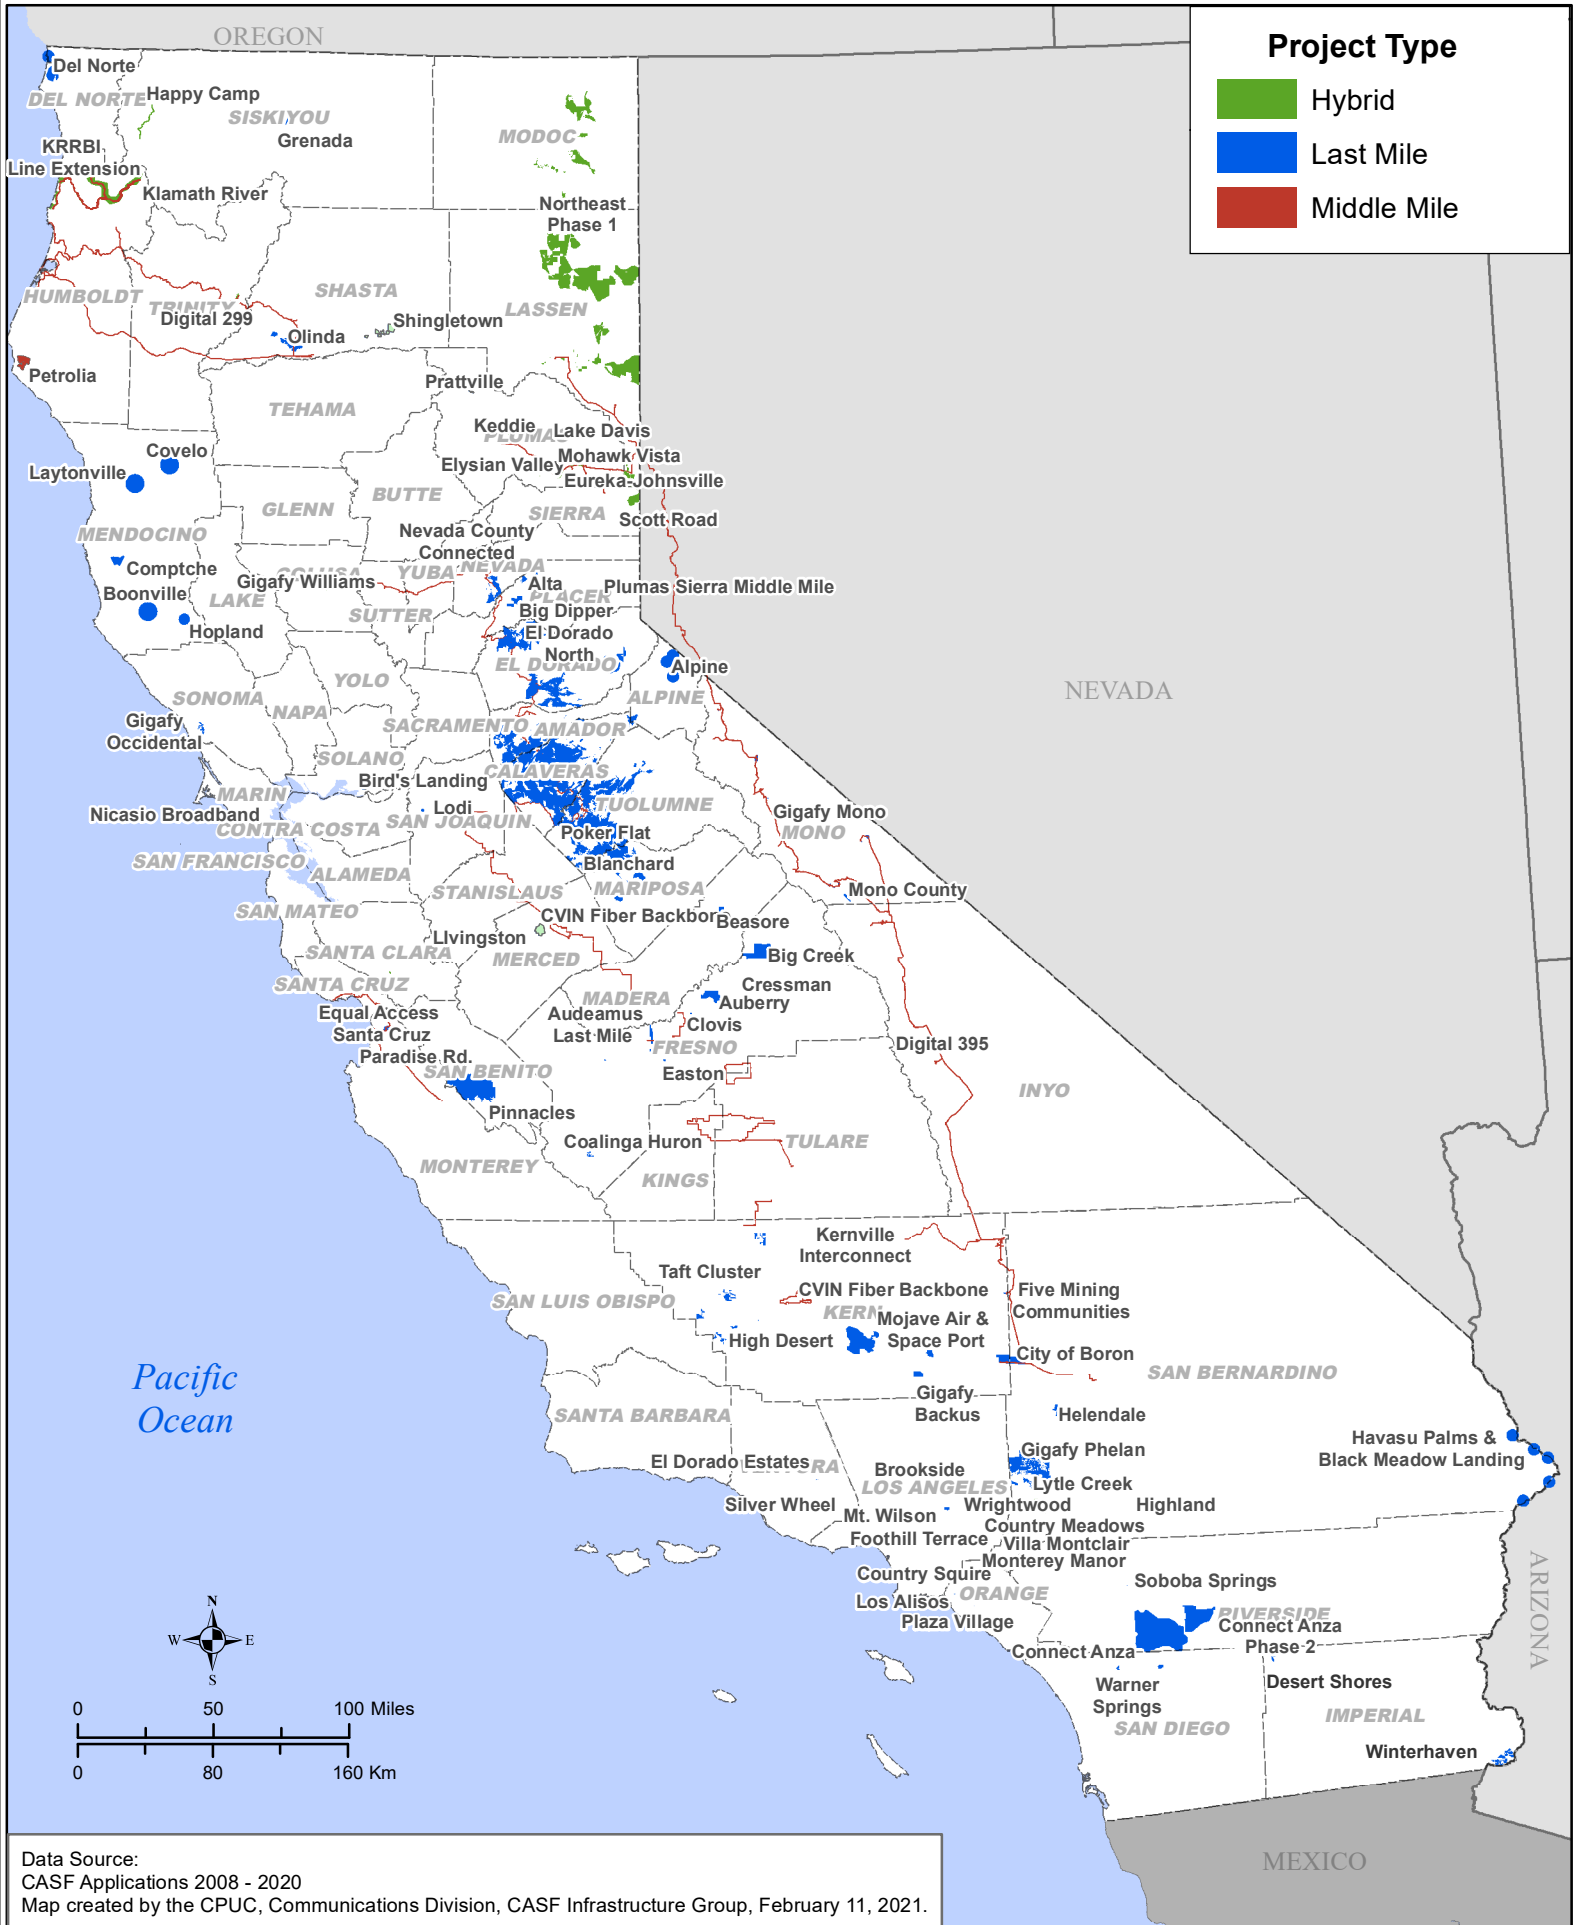 OREGON
Project Type
Hybrid
Last Mile
Middle Mile
Del Norte
DEL NORTE
Happy Camp
SISKIYOU
Grenada
MODOC
KRRBI
Line Extension
Klamath River
Northeast
Phase 1
HUMBOLDT
TRINITY
Digital 299
SHASTA
LASSEN
Shingletown
Olinda
Petrolia
Prattville
TEHAMA
Keddie
PLUMAS
Lake Davis
Covelo
Laytonville
Elysian Valley
Mohawk Vista
Eureka-Johnsville
BUTTE
GLENN
SIERRA
Scott Road
MENDOCINO
Nevada County
Connected
Comptche
COLUSA
Gigafy Williams
YUBA
NEVADA
Alta
PLACER
Plumas Sierra Middle Mile
Boonville
LAKE
SUTTER
Big Dipper
Hopland
El Dorado
North
EL DORADO
Alpine
YOLO
SONOMA
NAPA
ALPINE
NEVADA
Gigafy
Occidental
SACRAMENTO
AMADOR
SOLANO
Bird's Landing
CALAVERAS
MARIN
Lodi
TUOLUMNE
Nicasio Broadband
CONTRA COSTA
SAN JOAQUIN
Gigafy Mono
MONO
Poker Flat
SAN FRANCISCO
Blanchard
ALAMEDA
STANISLAUS
MARIPOSA
Mono County
SAN MATEO
CVIN Fiber Backbone
Beasore
LIvingston
SANTA CLARA
MERCED
Big Creek
SANTA CRUZ
Cressman
MADERA
Auberry
Equal Access
Santa Cruz
Audeamus
Last Mile
Clovis
FRESNO
Digital 395
Paradise Rd.
SAN BENITO
Easton
INYO
Pinnacles
Coalinga Huron
TULARE
MONTEREY
KINGS
Kernville
Interconnect
Taft Cluster
CVIN Fiber Backbone
Five Mining
Communities
SAN LUIS OBISPO
KERN
Mojave Air &
Space Port
High Desert
City of Boron
SAN BERNARDINO
Pacific
Ocean
Gigafy
Backus
Helendale
SANTA BARBARA
Havasu Palms &
Black Meadow Landing
Gigafy Phelan
El Dorado Estates
VENTURA
Brookside
LOS ANGELES
Lytle Creek
Silver Wheel
Wrightwood
Highland
Mt. Wilson
Country Meadows
Foothill Terrace
Villa Montclair
Monterey Manor
Country Squire
Soboba Springs
ORANGE
Los Alisos
Plaza Village
RIVERSIDE
Connect Anza
Phase 2
Connect Anza
ARIZONA
Warner
Springs
Desert Shores
SAN DIEGO
IMPERIAL
Winterhaven
MEXICO
N
W
E
S
0 50 100 Miles
0 80 160 Km
Data Source:
CASF Applications 2008 - 2020
Map created by the CPUC, Communications Division, CASF Infrastructure Group, February 11, 2021.